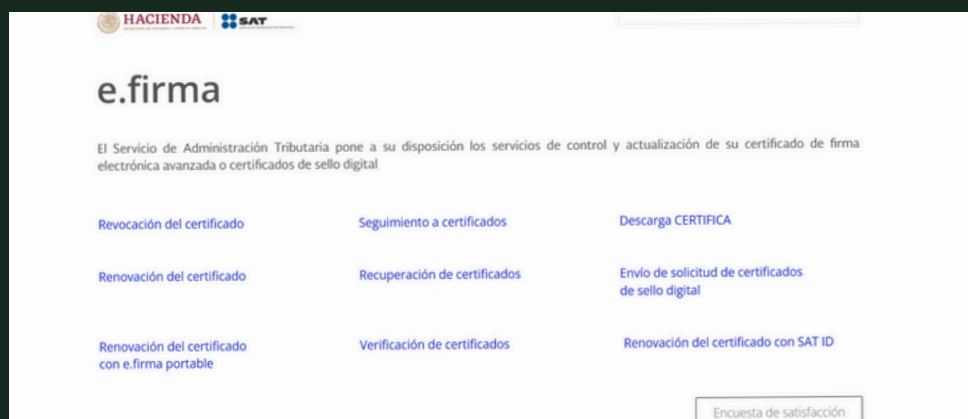 HACIENDA
SAT
e.firma
El Servicio de Administración Tributaria pone a su disposición los servicios de control y actualización de su certificado de firma
electrónica avanzada o certificados de sello digital
Revocación del certificado
Seguimiento a certificados
Descarga CERTIFICA
Renovación del certificado
Recuperación de certificados
Envío de solicitud de certificados
de sello digital
Renovación del certificado
con e.firma portable
Verificación de certificados
Renovación del certificado con SAT ID
Encuesta de satisfacción